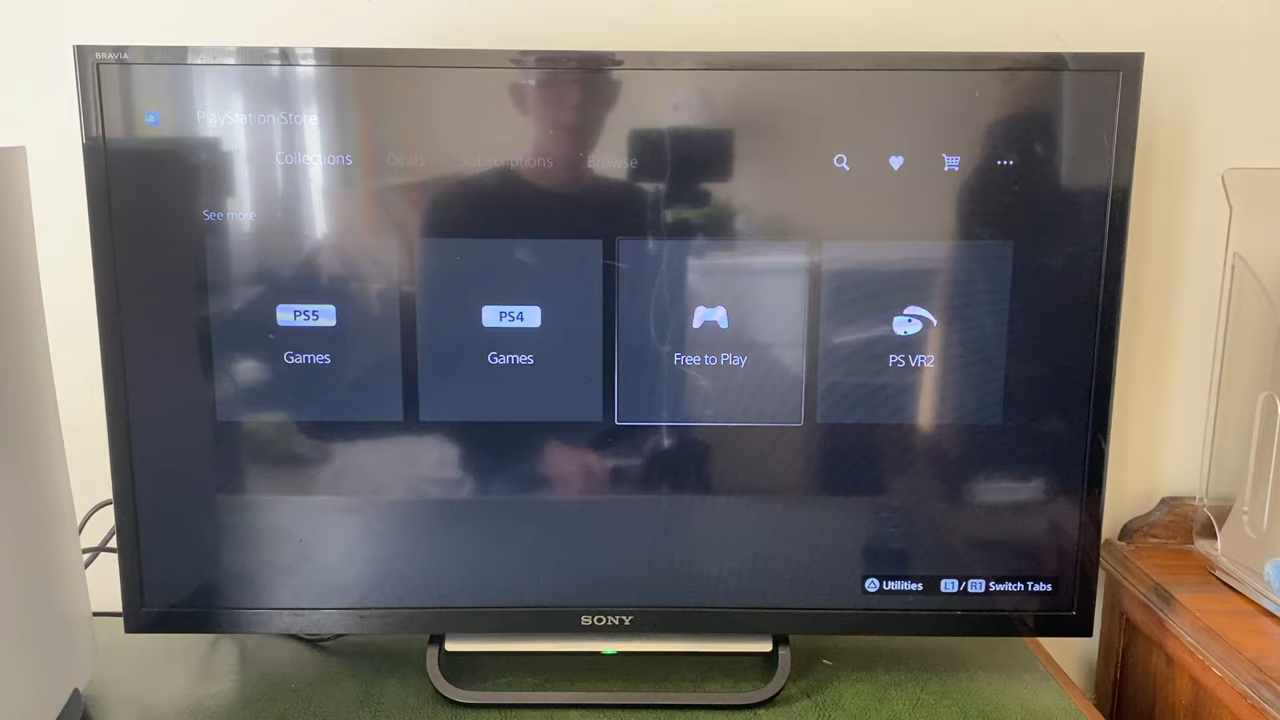 BRAVIA
PlayStation Store
Collections Deals Subscriptions Browse
See more
PS5 PS4
Games Games Free to Play PS VR2
Utilities L1 / R1 Switch Tabs
SONY